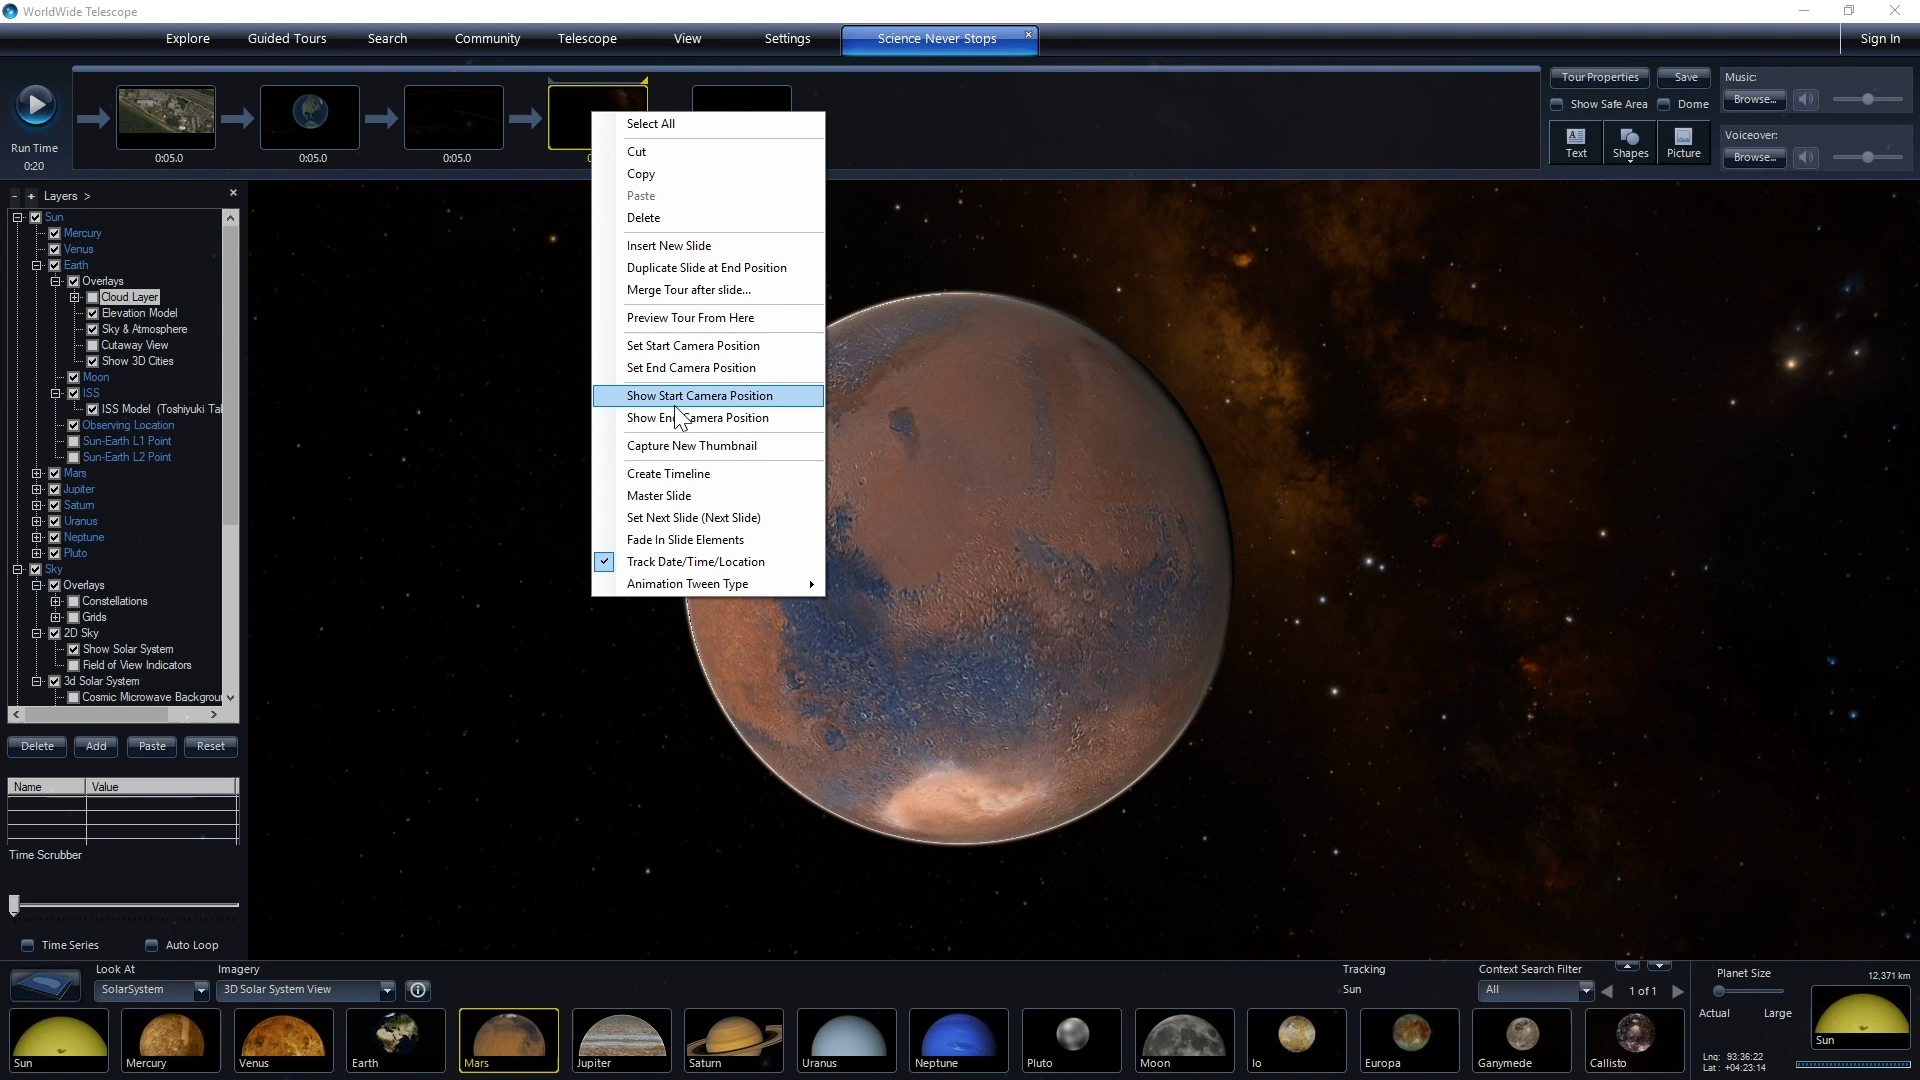 WorldWide Telescope
Explore
Guided Tours
Search
Community
Telescope
View
Settings
Science Never Stops
Sign In
Run Time
0:20
0:05.0
0:05.0
0:05.0
Tour Properties
Save
Show Safe Area
Dome
Text
Shapes
Picture
Music:
Browse...
Voiceover:
Browse...
Select All
Cut
Copy
Paste
Delete
Insert New Slide
Duplicate Slide at End Position
Merge Tour after slide...
Preview Tour From Here
Set Start Camera Position
Set End Camera Position
Show Start Camera Position
Show End Camera Position
Capture New Thumbnail
Create Timeline
Master Slide
Set Next Slide (Next Slide)
Fade In Slide Elements
Track Date/Time/Location
Animation Tween Type
Layers >
Sun
Mercury
Venus
Earth
Overlays
Cloud Layer
Elevation Model
Sky & Atmosphere
Cutaway View
Show 3D Cities
Moon
ISS
ISS Model (Toshiyuki
Observing Location
Sun-Earth L1 Point
Sun-Earth L2 Point
Mars
Jupiter
Saturn
Uranus
Neptune
Pluto
Sky
Overlays
Constellations
Grids
2D Sky
Show Solar System
Field of View Indicators
3d Solar System
Cosmic Microwave
Delete
Add
Paste
Reset
Name
Value
Time Scrubber
Time Series
Auto Loop
Look At
Imagery
SolarSystem
3D Solar System View
Tracking
Sun
Context Search Filter
All
1 of 1
Planet Size
Actual
Large
12,371 km
Sun
Lng: 93:36:22
Lat: +04:23:14
Sun
Mercury
Venus
Earth
Mars
Jupiter
Saturn
Uranus
Neptune
Pluto
Moon
Io
Europa
Ganymede
Callisto